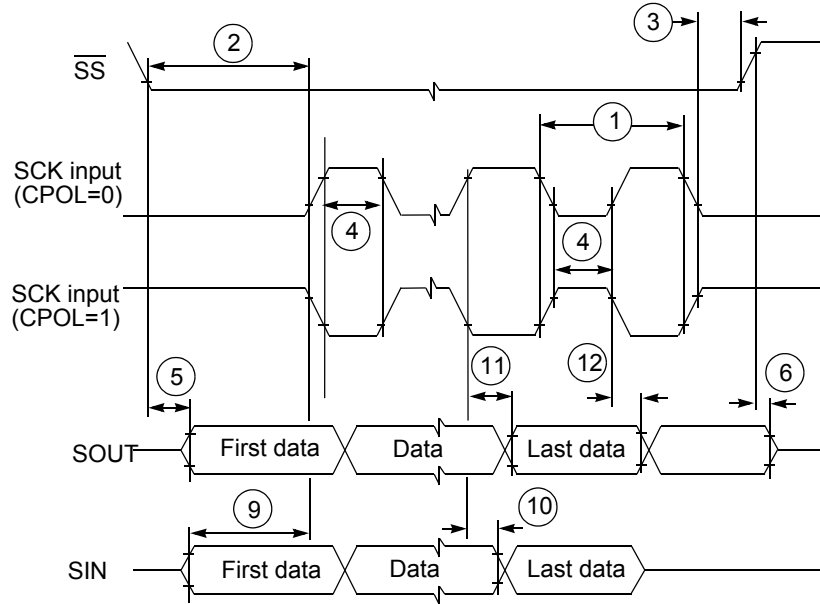 3
2
SS
1
SCK input
(CPOL=0)
4
4
SCK input
(CPOL=1)
11
12
5
6
SOUT
First data
Data
Last data
9
10
SIN
First data
Data
Last data